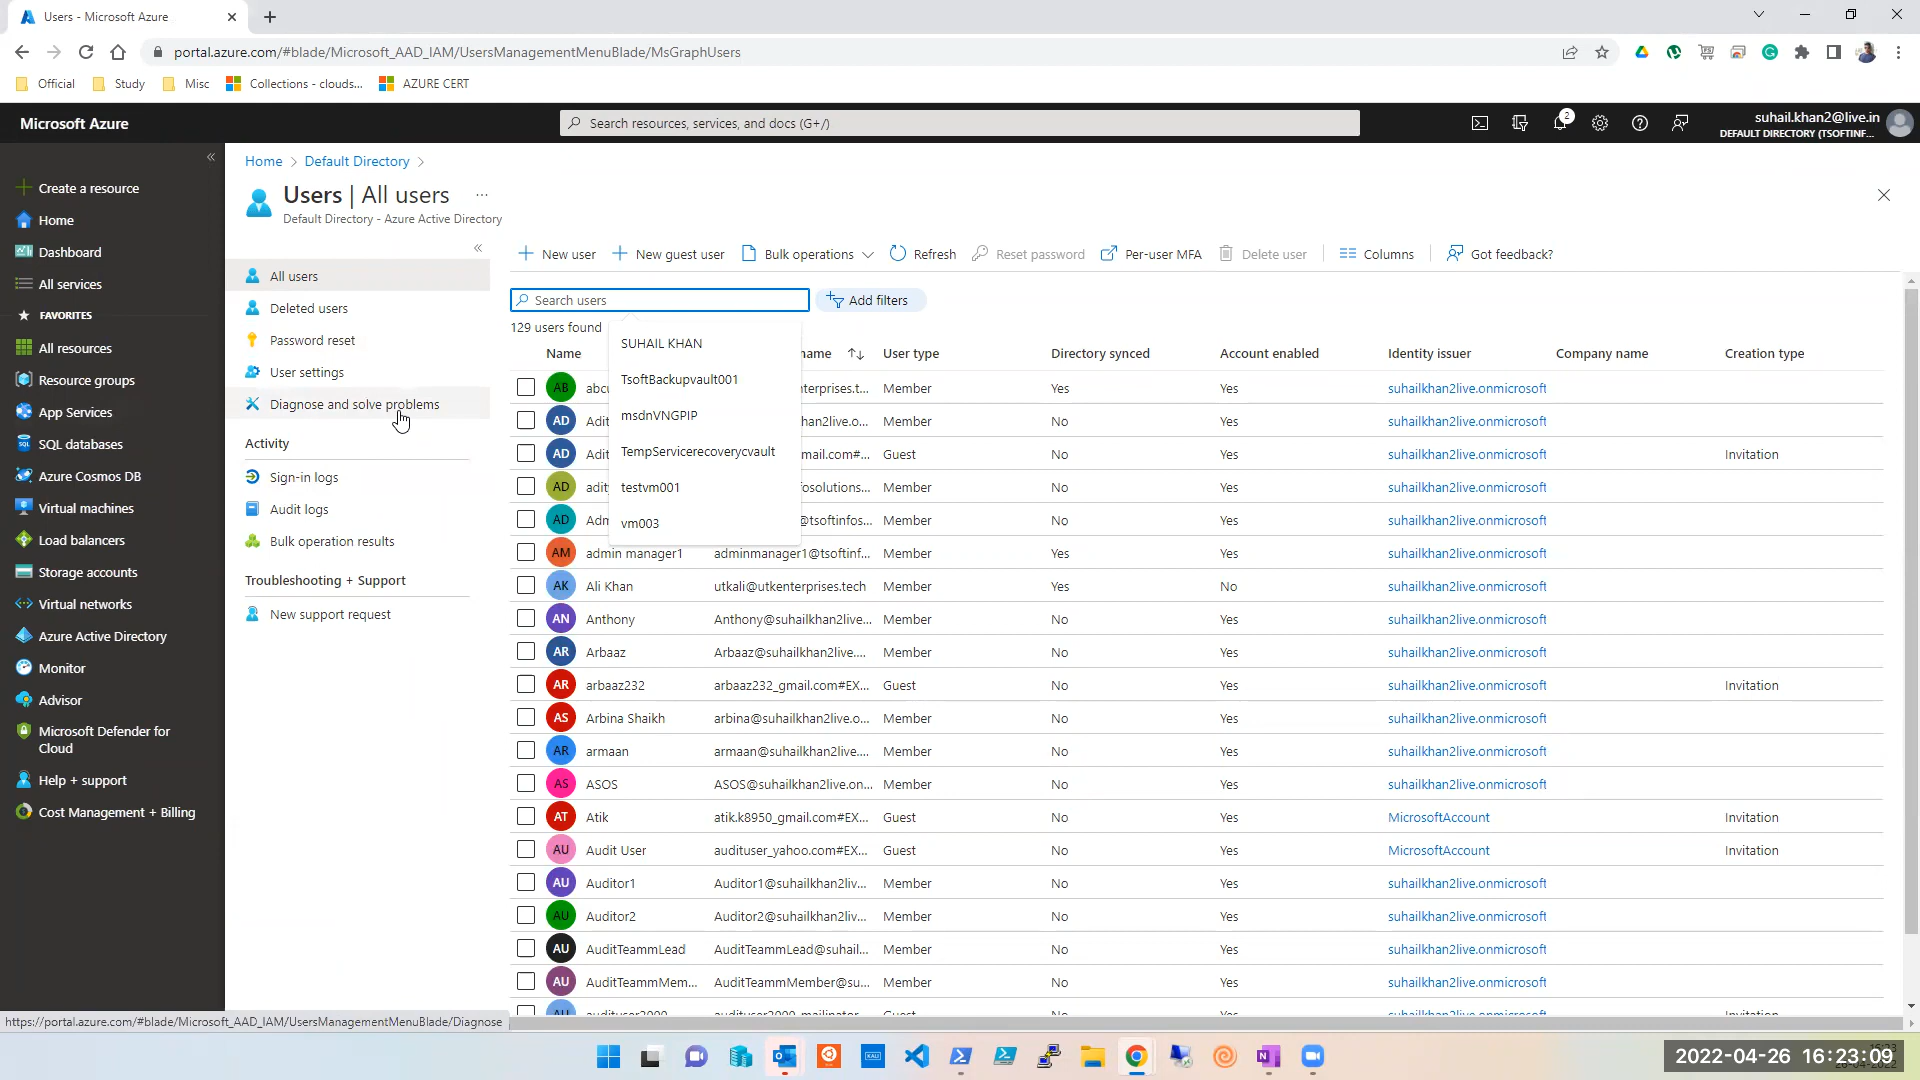 Users - Microsoft Azure
portal.azure.com/#blade/Microsoft_AAD_IAM/UsersManagementMenuBlade/MsGraphUsers
Official
Study
Misc
Collections - clouds...
AZURE CERT
Microsoft Azure
Search resources, services, and docs (G+/)
2
suhail.khan2@live.in
DEFAULT DIRECTORY (TSOFTINF...
Create a resource
Home
Dashboard
All services
FAVORITES
All resources
Resource groups
App Services
SQL databases
Azure Cosmos DB
Virtual machines
Load balancers
Storage accounts
Virtual networks
Azure Active Directory
Monitor
Advisor
Microsoft Defender for
Cloud
Help + support
Cost Management + Billing
Home > Default Directory >
Users | All users ...
Default Directory - Azure Active Directory
All users
Deleted users
Password reset
User settings
Diagnose and solve problems
Activity
Sign-in logs
Audit logs
Bulk operation results
Troubleshooting + Support
New support request
New user
New guest user
Bulk operations
Refresh
Reset password
Per-user MFA
Delete user
Columns
Got feedback?
Search users
Add filters
129 users found
SUHAIL KHAN
TsoftBackupvault001
msdnVNGPIP
TempServicerecoverycvault
testvm001
vm003
Name name User type Directory synced Account enabled Identity issuer Company name Creation type
AB abcu nterprises.t... Member Yes Yes suhailkhan2live.onmicrosoft
AD Adit han2live.o... Member No Yes suhailkhan2live.onmicrosoft
AD Adit mail.com#... Guest No Yes suhailkhan2live.onmicrosoft Invitation
AD adity fosolutions... Member No Yes suhailkhan2live.onmicrosoft
AD Adm @tsoftinfos... Member No Yes suhailkhan2live.onmicrosoft
AM admin manager1 adminmanager1@tsoftinf... Member Yes Yes suhailkhan2live.onmicrosoft
AK Ali Khan utkali@utkenterprises.tech Member Yes No suhailkhan2live.onmicrosoft
AN Anthony Anthony@suhailkhan2live... Member No Yes suhailkhan2live.onmicrosoft
AR Arbaaz Arbaaz@suhailkhan2live.... Member No Yes suhailkhan2live.onmicrosoft
AR arbaaz232 arbaaz232_gmail.com#EX... Guest No Yes suhailkhan2live.onmicrosoft Invitation
AS Arbina Shaikh arbina@suhailkhan2live.o... Member No Yes suhailkhan2live.onmicrosoft
AR armaan armaan@suhailkhan2live.... Member No Yes suhailkhan2live.onmicrosoft
AS ASOS ASOS@suhailkhan2live.on... Member No Yes suhailkhan2live.onmicrosoft
AT Atik atik.k8950_gmail.com#EX... Guest No Yes MicrosoftAccount Invitation
AU Audit User audituser_yahoo.com#EX... Guest No Yes MicrosoftAccount Invitation
AU Auditor1 Auditor1@suhailkhan2liv... Member No Yes suhailkhan2live.onmicrosoft
AU Auditor2 Auditor2@suhailkhan2liv... Member No Yes suhailkhan2live.onmicrosoft
AU AuditTeammLead AuditTeammLead@suhail... Member No Yes suhailkhan2live.onmicrosoft
AU AuditTeammMem... AuditTeammMember@su... Member No Yes suhailkhan2live.onmicrosoft
https://portal.azure.com/#blade/Microsoft_AAD_IAM/UsersManagementMenuBlade/Diagnose
2022-04-26 16:23:09